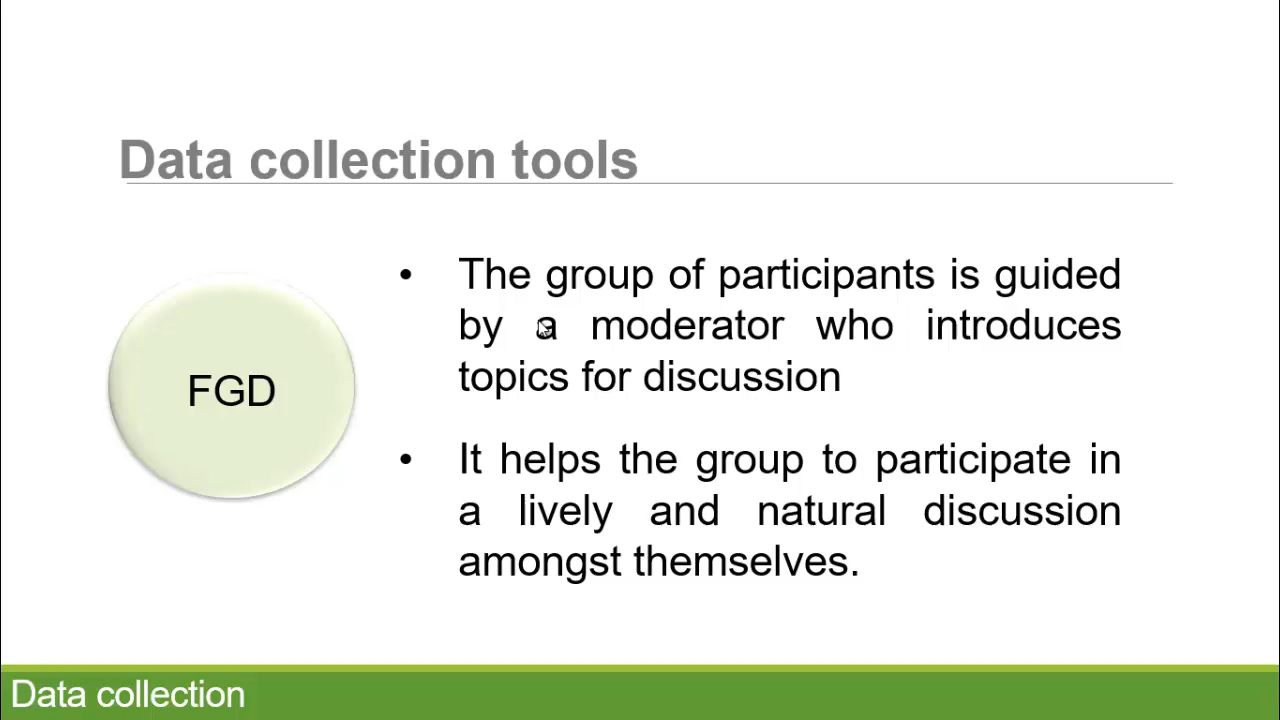 Data collection tools
FGD
• The group of participants is guided
by a moderator who introduces
topics for discussion
• It helps the group to participate in
a lively and natural discussion
amongst themselves.
Data collection